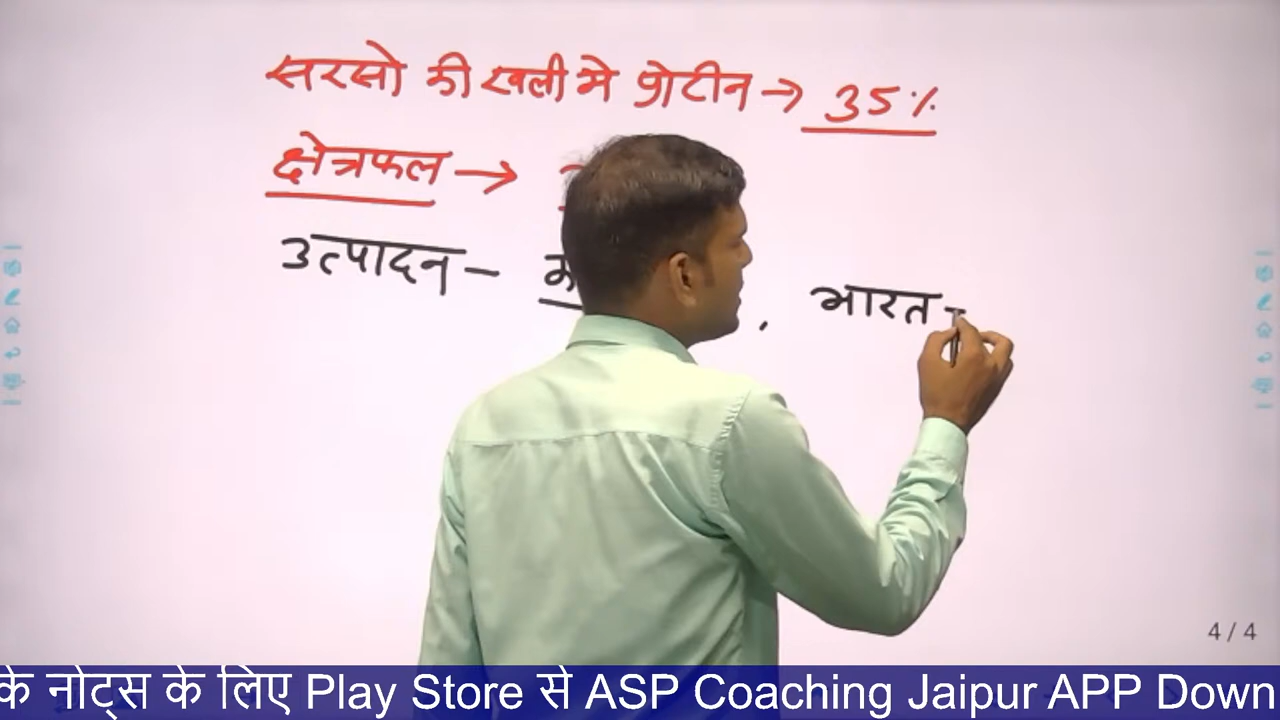 सरसो की खली मे प्रोटीन → 35%
क्षेत्रफल →
उत्पादन – , भारत -
4 / 4
के नोट्स के लिए Play Store से ASP Coaching Jaipur APP Down